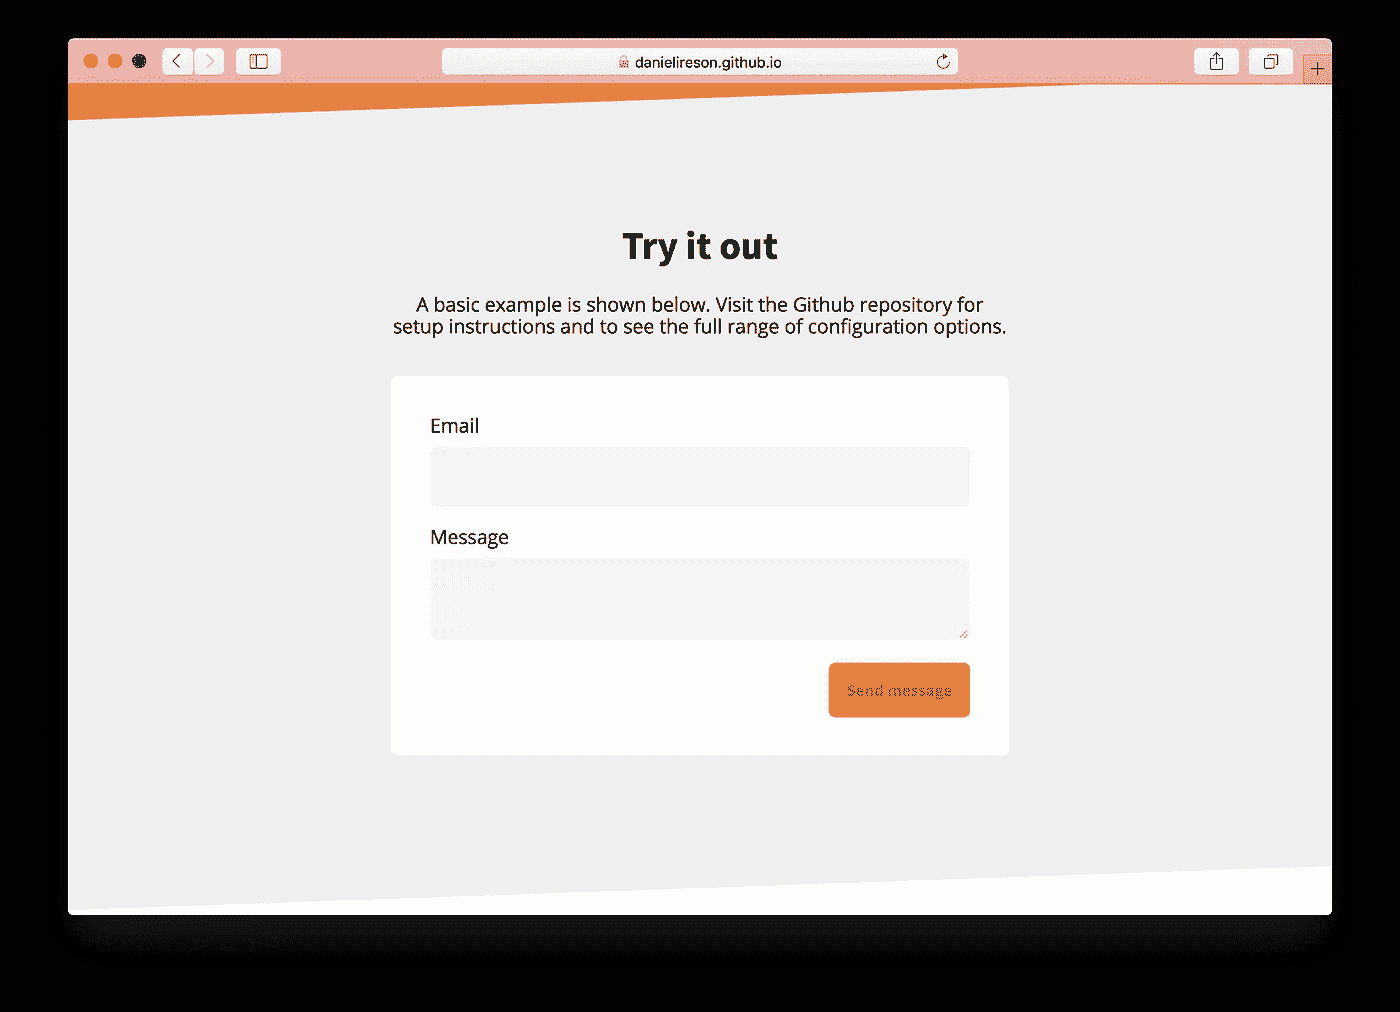 danielireson.github.io
Try it out
A basic example is shown below. Visit the Github repository for
setup instructions and to see the full range of configuration options.
Email
Message
Send message